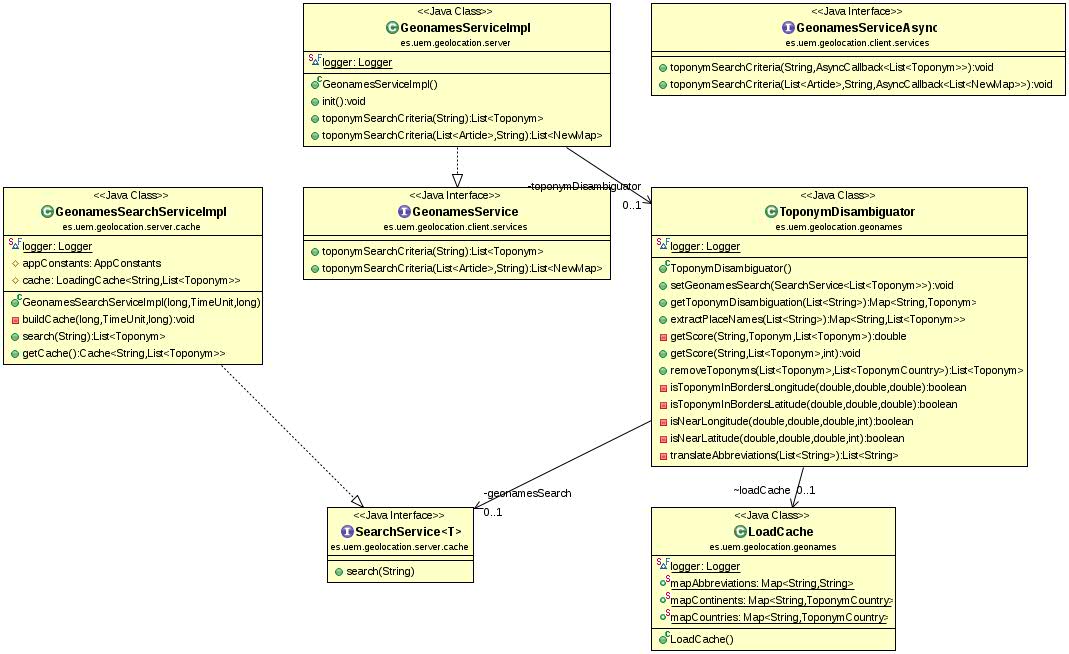 <<Java Class>>
GeonamesServiceImpl
es.uem.geolocation.server
logger: Logger
GeonamesServiceImpl()
init():void
toponymSearchCriteria(String):List<Toponym>
toponymSearchCriteria(List<Article>,String):List<NewMap>
<<Java Interface>>
GeonamesServiceAsync
es.uem.geolocation.client.services
toponymSearchCriteria(String,AsyncCallback<List<Toponym>>):void
toponymSearchCriteria(List<Article>,String,AsyncCallback<List<NewMap>>):void
<<Java Class>>
GeonamesSearchServiceImpl
es.uem.geolocation.server.cache
logger: Logger
appConstants: AppConstants
cache: LoadingCache<String,List<Toponym>>
GeonamesSearchServiceImpl(long,TimeUnit,long)
buildCache(long,TimeUnit,long):void
search(String):List<Toponym>
getCache():Cache<String,List<Toponym>>
<<Java Interface>>
GeonamesService
es.uem.geolocation.client.services
toponymSearchCriteria(String):List<Toponym>
toponymSearchCriteria(List<Article>,String):List<NewMap>
-toponymDisambiguator
0..1
<<Java Class>>
ToponymDisambiguator
es.uem.geolocation.geonames
logger: Logger
ToponymDisambiguator()
setGeonamesSearch(SearchService<List<Toponym>>):void
getToponymDisambiguation(List<String>):Map<String,Toponym>
extractPlaceNames(List<String>):Map<String,List<Toponym>>
getScore(String,Toponym,List<Toponym>):double
getScore(String,List<Toponym>,int):void
removeToponyms(List<Toponym>,List<ToponymCountry>):List<Toponym>
isToponymInBordersLongitude(double,double,double):boolean
isToponymInBordersLatitude(double,double,double):boolean
isNearLongitude(double,double,double,int):boolean
isNearLatitude(double,double,double,int):boolean
translateAbbreviations(List<String>):List<String>
-geonamesSearch
0..1
~loadCache 0..1
<<Java Interface>>
SearchService<T>
es.uem.geolocation.server.cache
search(String)
<<Java Class>>
LoadCache
es.uem.geolocation.geonames
logger: Logger
mapAbbreviations: Map<String,String>
mapContinents: Map<String,ToponymCountry>
mapCountries: Map<String,ToponymCountry>
LoadCache()